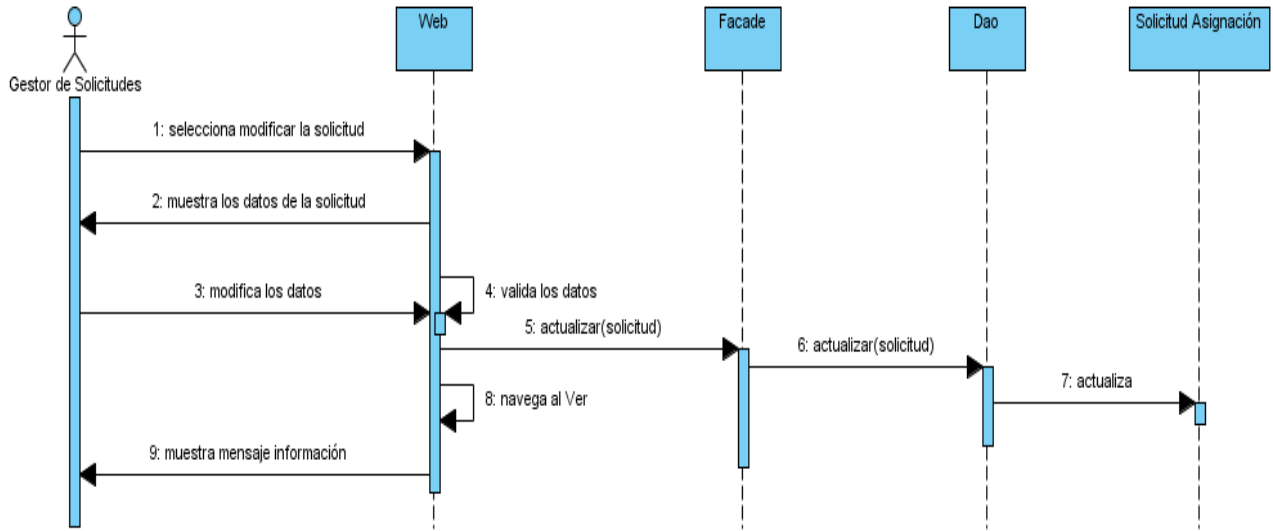 Web
Facade
Dao
Solicitud Asignación
Gestor de Solicitudes
1: selecciona modificar la solicitud
2: muestra los datos de la solicitud
3: modifica los datos
4: valida los datos
5: actualizar(solicitud)
6: actualizar(solicitud)
7: actualiza
8: navega al Ver
9: muestra mensaje información